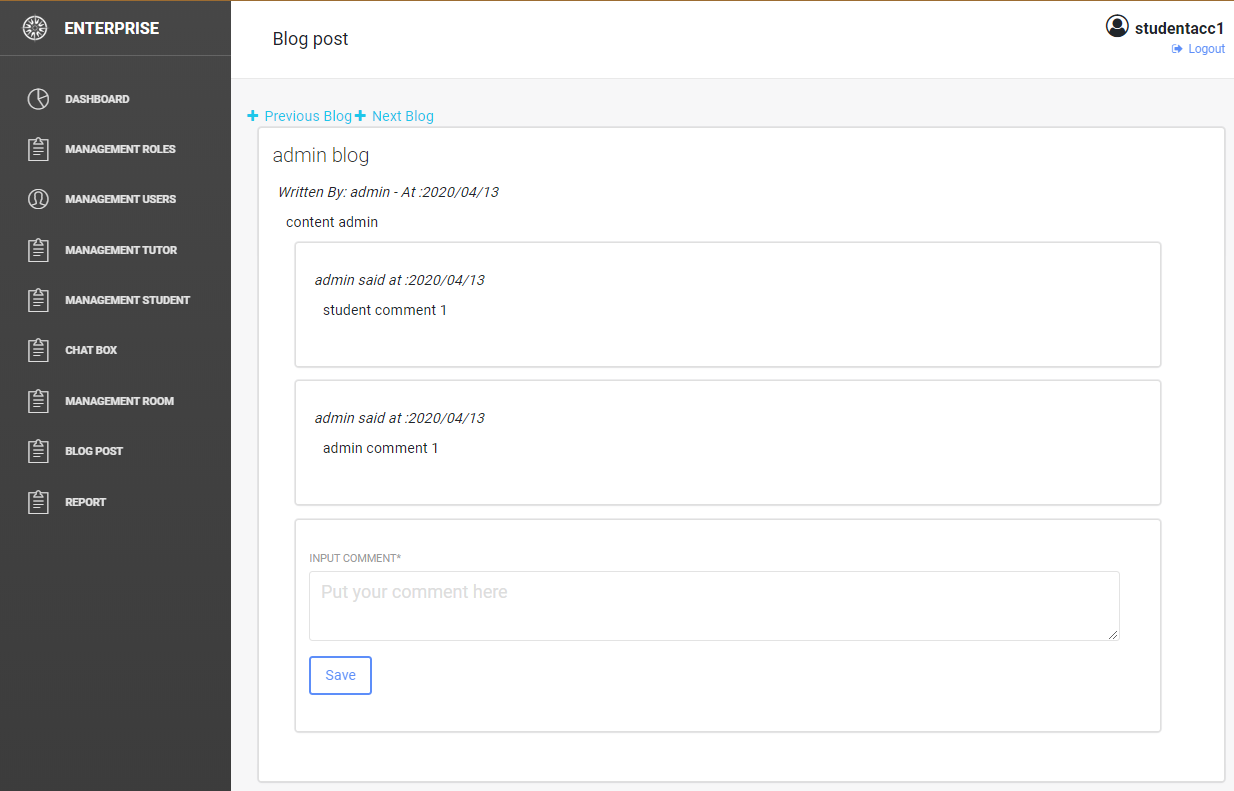 ENTERPRISE
DASHBOARD
MANAGEMENT ROLES
MANAGEMENT USERS
MANAGEMENT TUTOR
MANAGEMENT STUDENT
CHAT BOX
MANAGEMENT ROOM
BLOG POST
REPORT
Blog post
studentacc1
Logout
Previous Blog Next Blog
admin blog
Written By: admin - At :2020/04/13
content admin
admin said at :2020/04/13
student comment 1
admin said at :2020/04/13
admin comment 1
INPUT COMMENT*
Put your comment here
Save